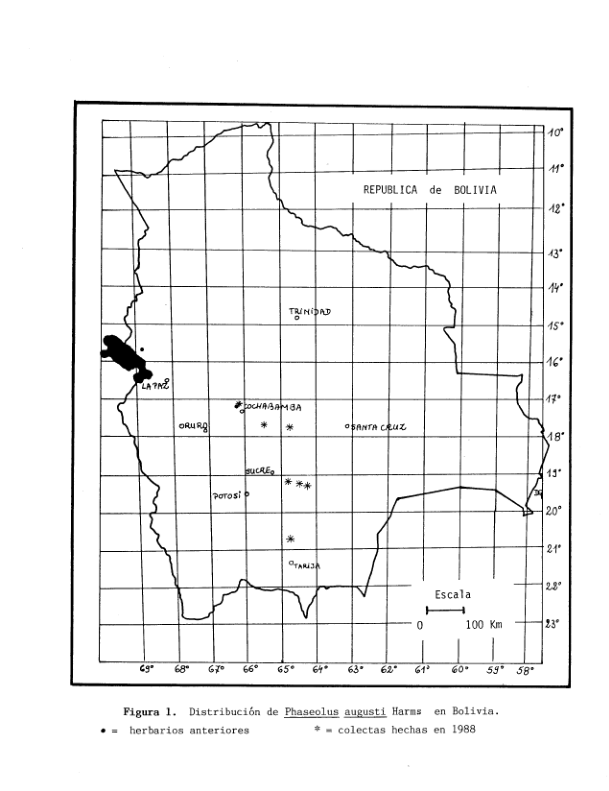 10°
11°
REPUBLICA de BOLIVIA
12°
13°
14°
TRINIDAD
15°
16°
LA PAZ
17°
COCHABAMBA
ORURO
SANTA CRUZ
18°
SUCRE
19°
POTOSÍ
20°
21°
TARIJA
22°
Escala
0 100 Km
23°
69° 68° 67° 66° 65° 64° 63° 62° 61° 60° 59° 58°
Figura 1. Distribución de Phaseolus augusti Harms en Bolivia.
• = herbarios anteriores * = colectas hechas en 1988